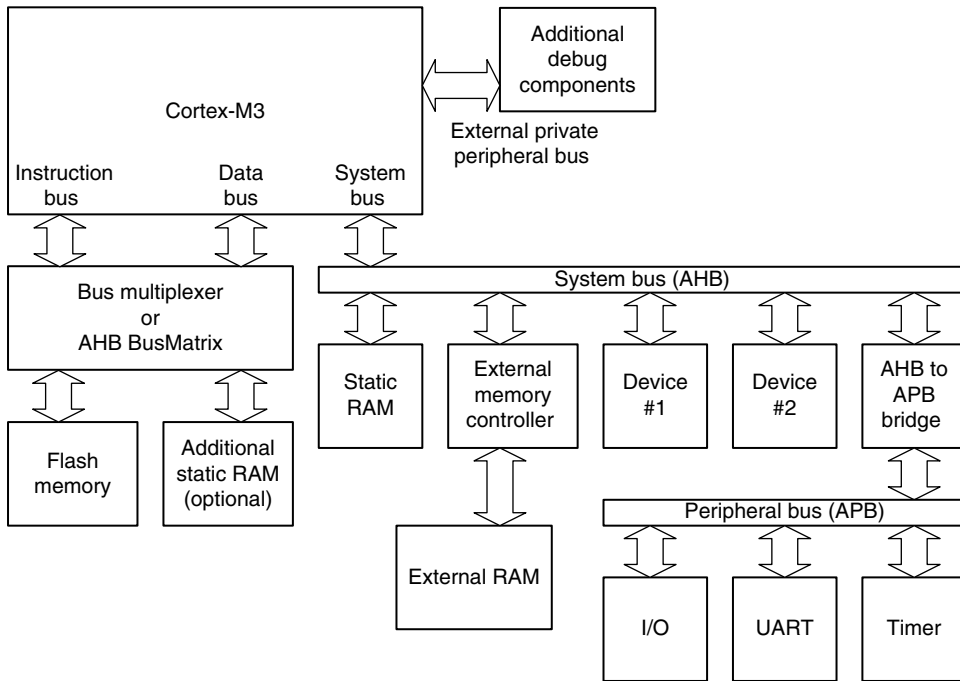 Cortex-M3
Additional
debug
components
External private
peripheral bus
Instruction
bus
Data
bus
System
bus
Bus multiplexer
or
AHB BusMatrix
System bus (AHB)
Flash
memory
Additional
static RAM
(optional)
Static
RAM
External
memory
controller
Device
#1
Device
#2
AHB to
APB
bridge
External RAM
Peripheral bus (APB)
I/O
UART
Timer